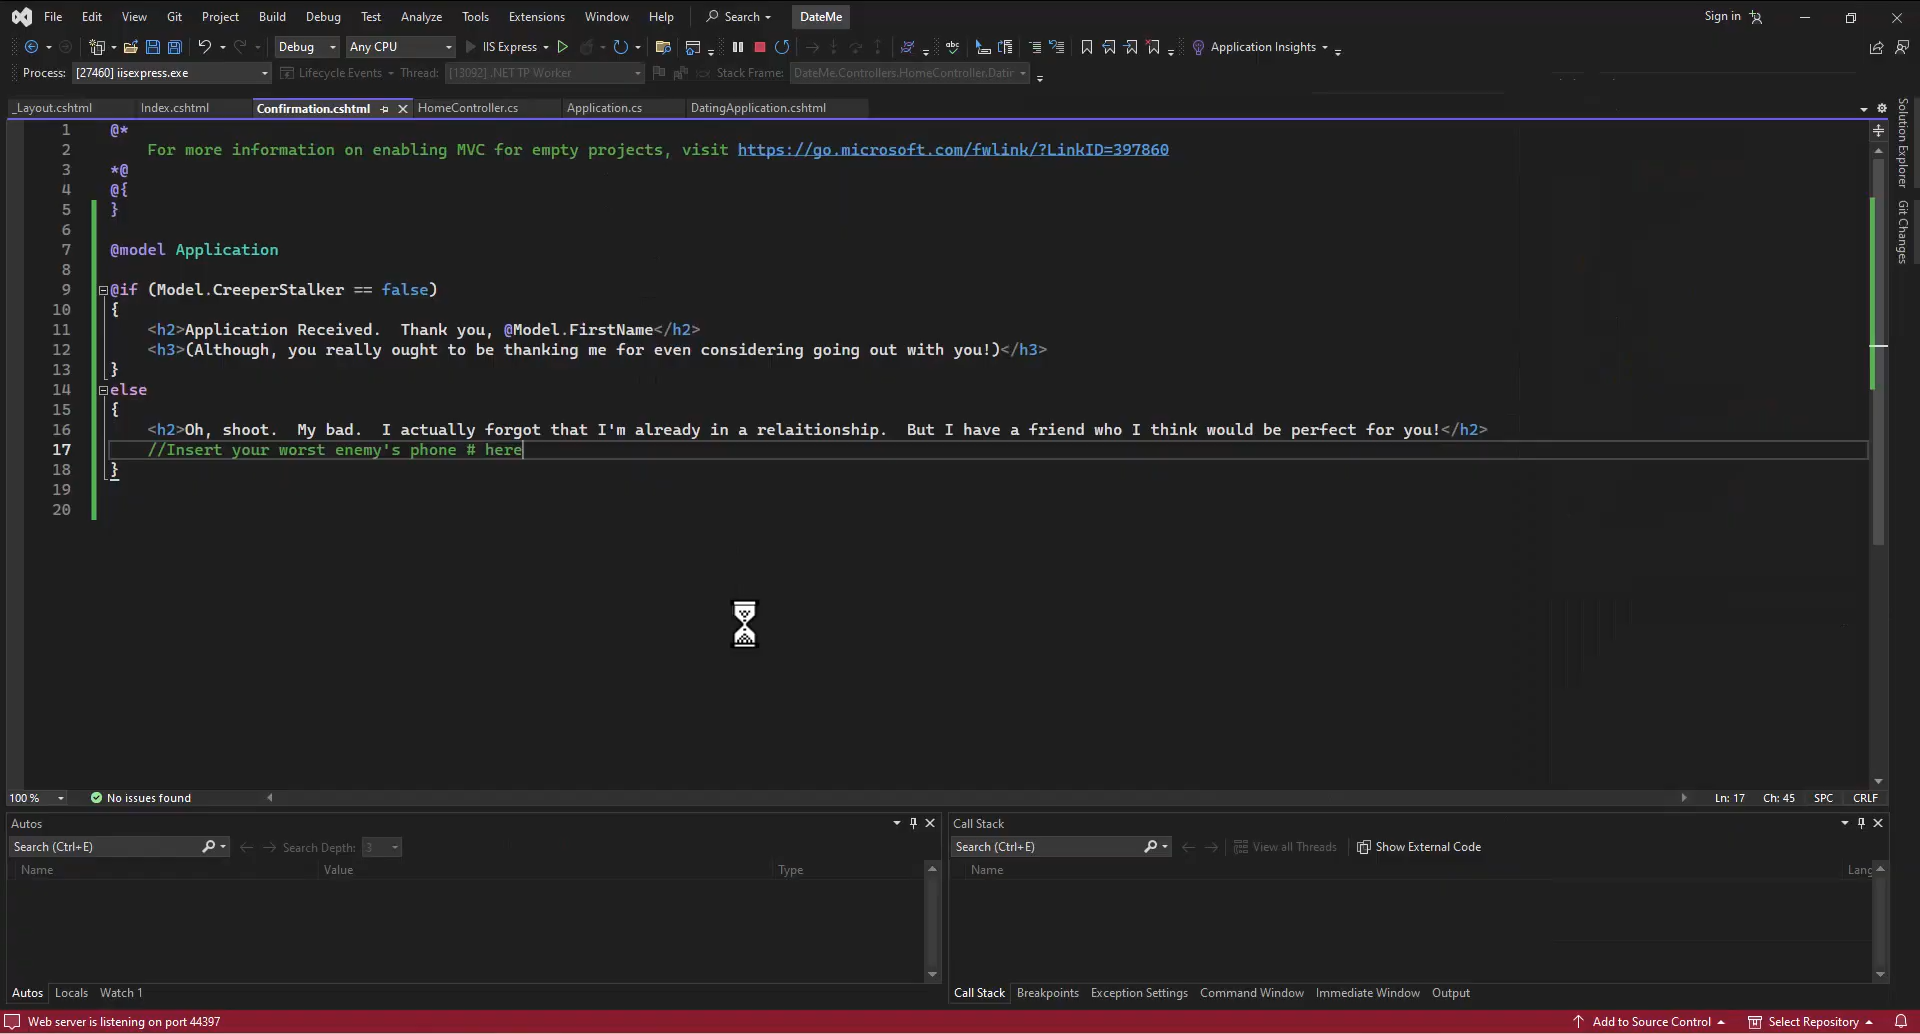 File Edit View Git Project Build Debug Test Analyze Tools Extensions Window Help Search DateMe Sign in
Debug Any CPU IIS Express Application Insights
Process: [27460] iisexpress.exe Lifecycle Events Thread: [13092] .NET TP Worker Stack Frame: DateMe.Controllers.HomeController.Datir
_Layout.cshtml Index.cshtml Confirmation.cshtml HomeController.cs Application.cs DatingApplication.cshtml
1 @*
2 For more information on enabling MVC for empty projects, visit https://go.microsoft.com/fwlink/?LinkID=397860
3 *@
4 @{
5 }
6
7 @model Application
8
9 @if (Model.CreeperStalker == false)
10 {
11 <h2>Application Received.  Thank you, @Model.FirstName</h2>
12 <h3>(Although, you really ought to be thanking me for even considering going out with you!)</h3>
13 }
14 else
15 {
16 <h2>Oh, shoot.  My bad.  I actually forgot that I'm already in a relaitionship.  But I have a friend who I think would be perfect for you!</h2>
17 //Insert your worst enemy's phone # here
18 }
19
20
Solution Explorer
Git Changes
100 % No issues found Ln: 17 Ch: 45 SPC CRLF
Autos
Search (Ctrl+E) Search Depth: 3
Name Value Type
Autos Locals Watch 1
Call Stack
Search (Ctrl+E) View all Threads Show External Code
Name Lang
Call Stack Breakpoints Exception Settings Command Window Immediate Window Output
Web server is listening on port 44397 Add to Source Control Select Repository